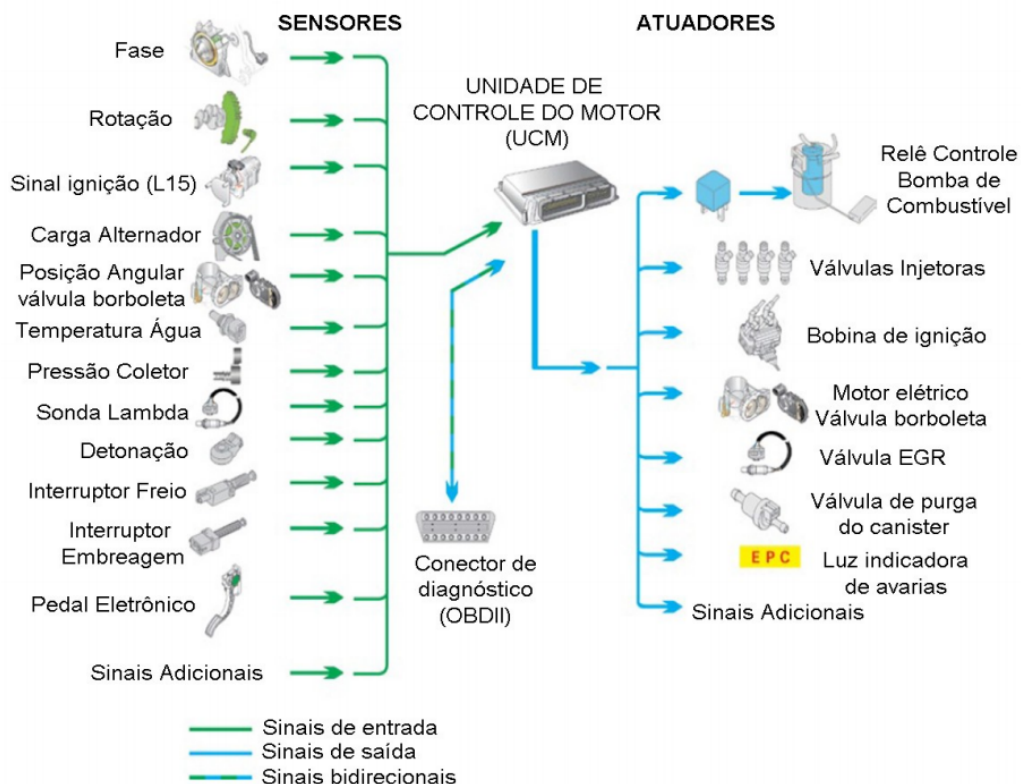 SENSORES
Fase
Rotação
Sinal ignição (L15)
Carga Alternador
Posição Angular
válvula borboleta
Temperatura Água
Pressão Coletor
Sonda Lambda
Detonação
Interruptor Freio
Interruptor
Embreagem
Pedal Eletrônico
Sinais Adicionais
UNIDADE DE
CONTROLE DO MOTOR
(UCM)
Conector de
diagnóstico
(OBDII)
ATUADORES
Relê Controle
Bomba de
Combustível
Válvulas Injetoras
Bobina de ignição
Motor elétrico
Válvula borboleta
Válvula EGR
Válvula de purga
do canister
EPC
Luz indicadora
de avarias
Sinais Adicionais
Sinais de entrada
Sinais de saída
Sinais bidirecionais